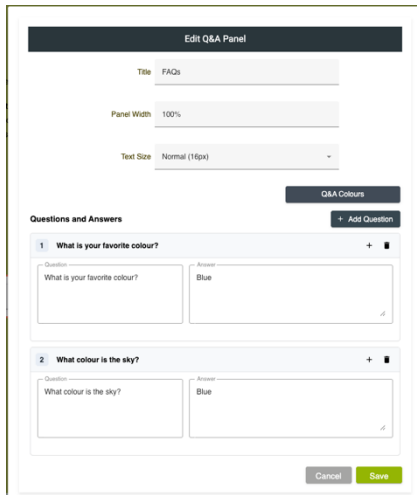 Edit Q&A Panel
Title FAQs
Panel Width 100%
Text Size Normal (16px)
Q&A Colours
Questions and Answers + Add Question
1 What is your favorite colour? +
Question Answer
What is your favorite colour? Blue
2 What colour is the sky? +
Question Answer
What colour is the sky? Blue
Cancel Save